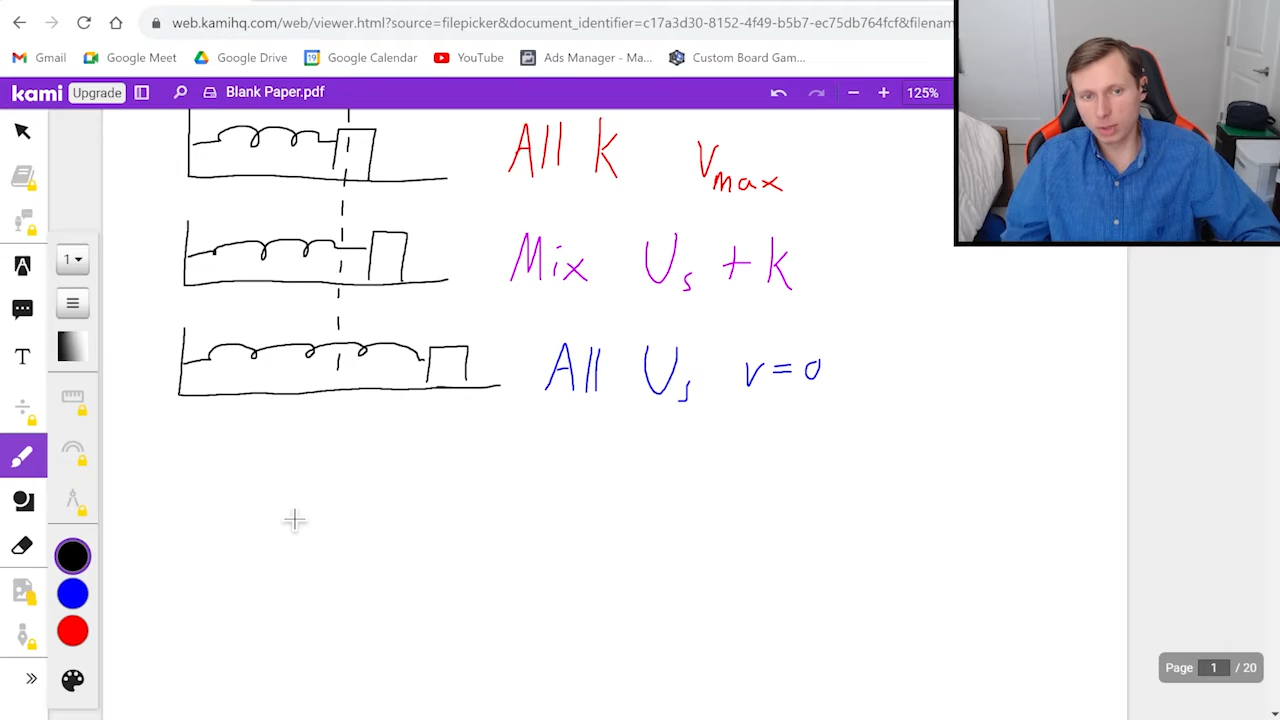 web.kamihq.com/web/viewer.html?source=filepicker&document_identifier=c17a3d30-8152-4f49-b5b7-ec75db764fcf&filenam
Gmail Google Meet Google Drive 19 Google Calendar YouTube Ads Manager - Ma... Custom Board Gam...
kami Upgrade Blank Paper.pdf 125%
All k vmax
Mix Us + k
1
All Us v=0
T
Page 1 / 20